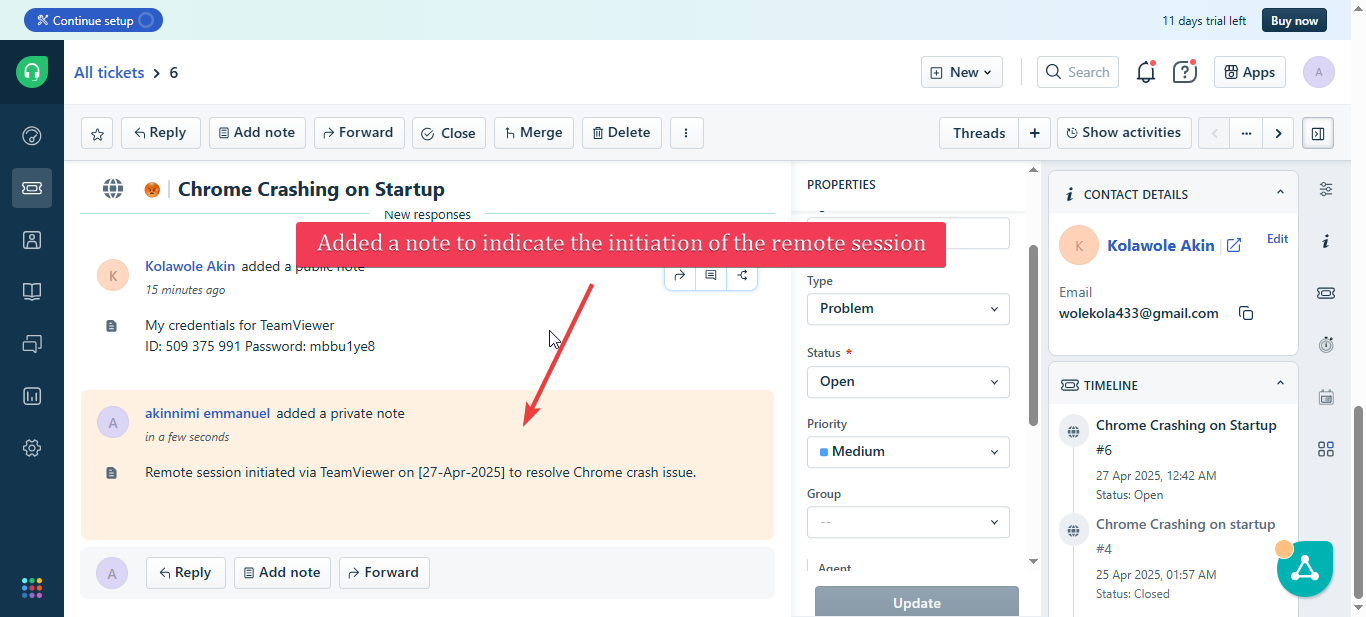 Continue setup
11 days trial left
Buy now
All tickets > 6
New
Search
Apps
A
Reply
Add note
Forward
Close
Merge
Delete
Threads
Show activities
Chrome Crashing on Startup
New responses
Added a note to indicate the initiation of the remote session
K
Kolawole Akin added a public note
15 minutes ago
My credentials for TeamViewer
ID: 509 375 991 Password: mbbu1ye8
A
akinnimi emmanuel added a private note
in a few seconds
Remote session initiated via TeamViewer on [27-Apr-2025] to resolve Chrome crash issue.
A
Reply
Add note
Forward
PROPERTIES
Type
Problem
Status *
Open
Priority
Medium
Group
--
Agent
Update
CONTACT DETAILS
K
Kolawole Akin
Edit
Email
wolekola433@gmail.com
TIMELINE
Chrome Crashing on Startup
#6
27 Apr 2025, 12:42 AM
Status: Open
Chrome Crashing on startup
#4
25 Apr 2025, 01:57 AM
Status: Closed